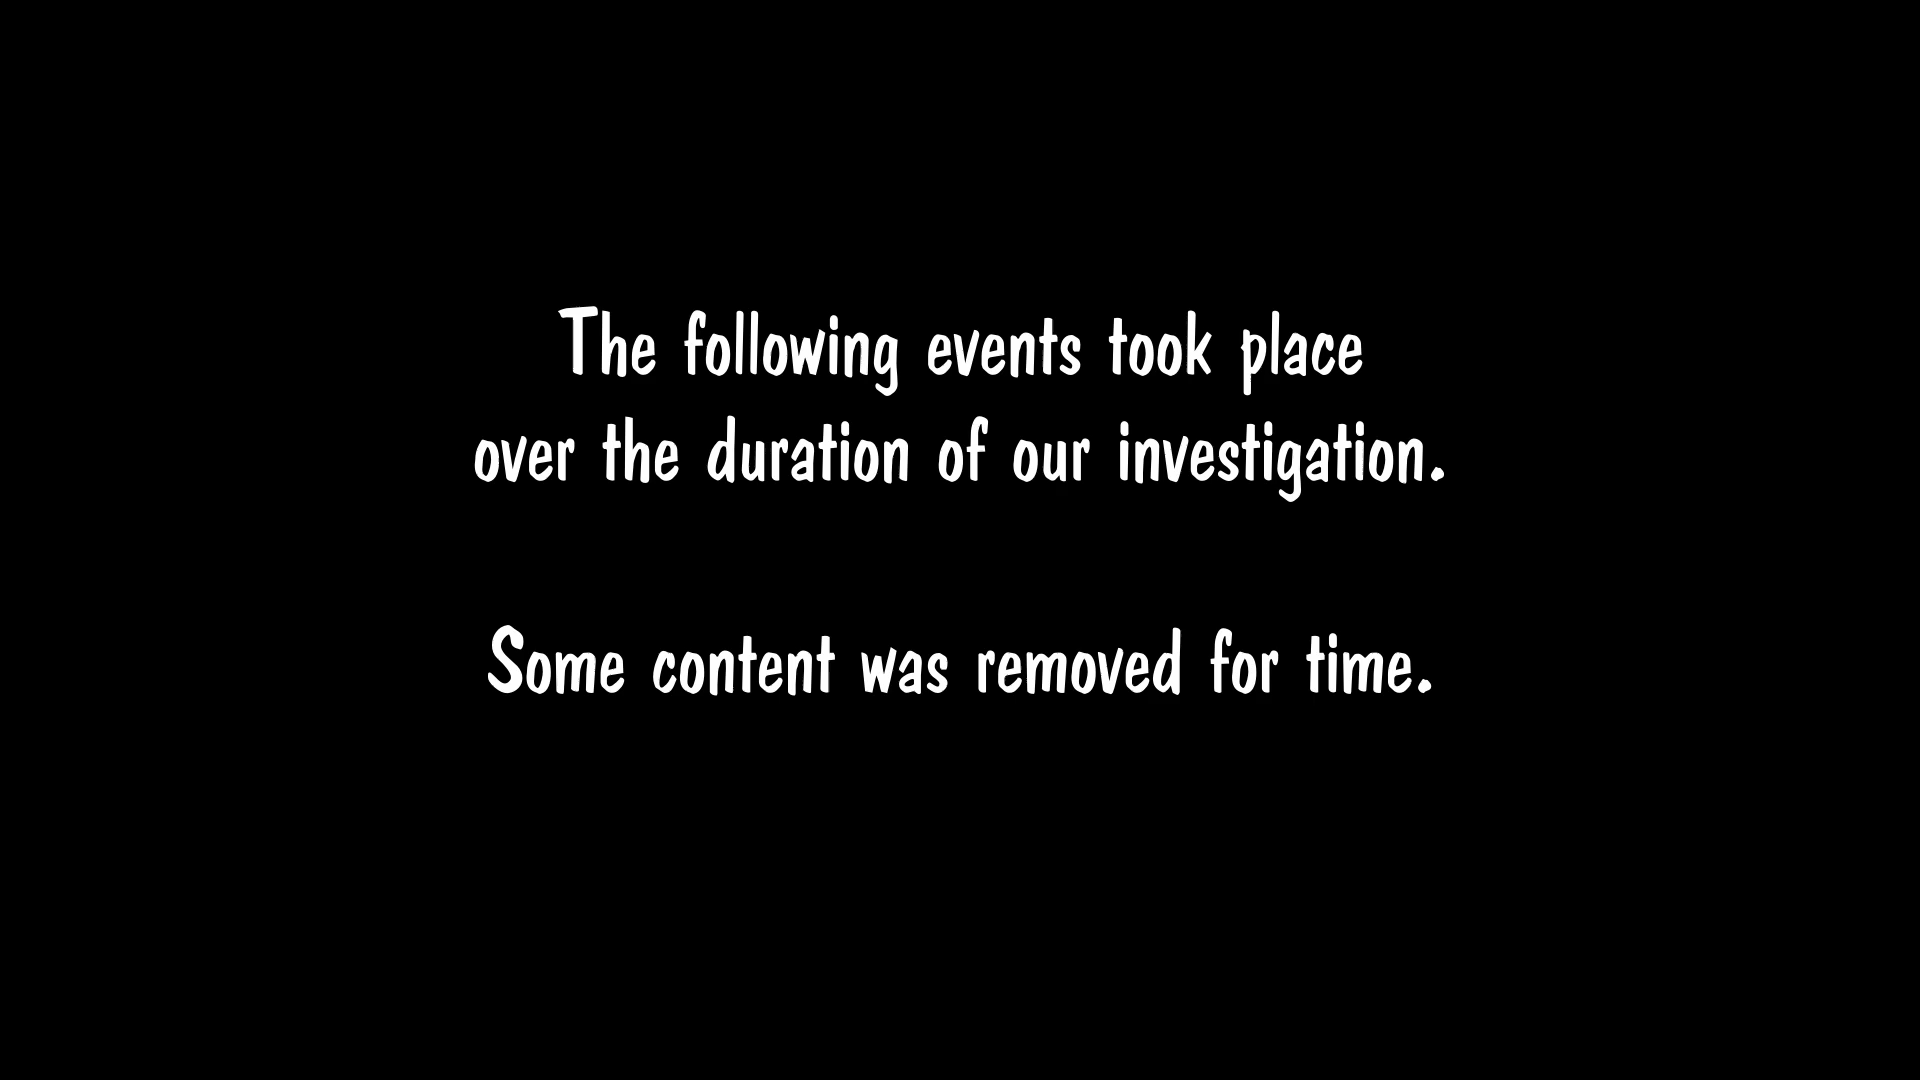 The following events took place
over the duration of our investigation.
Some content was removed for time.